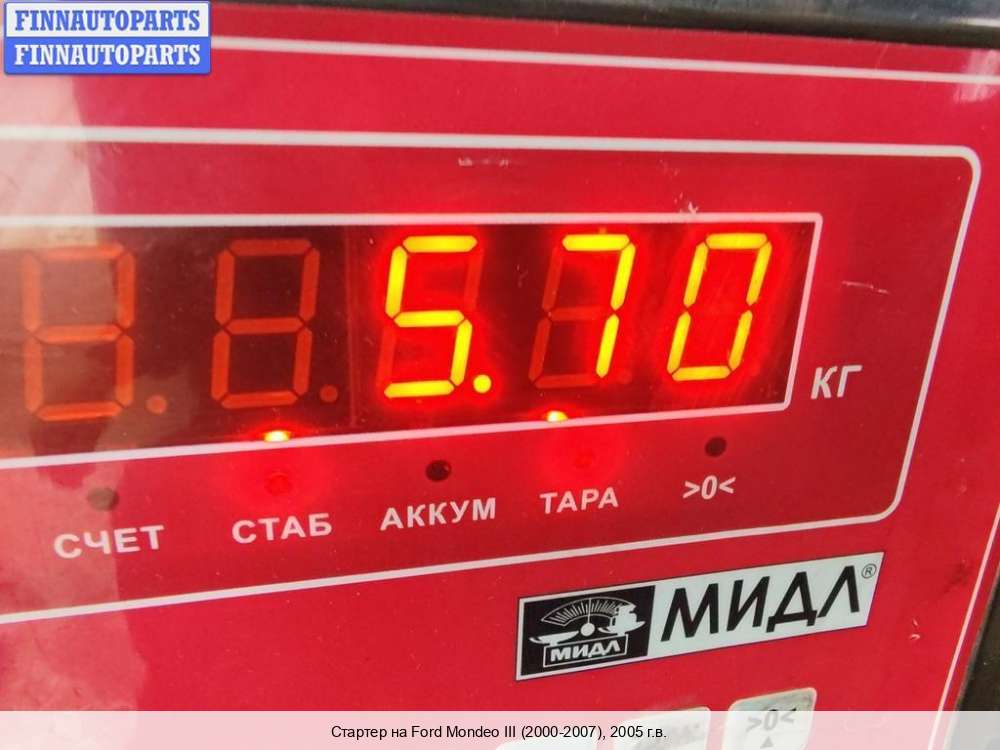 FINNAUTOPARTS
FINNAUTOPARTS
5.70
КГ
СЧЕТ СТАБ АККУМ ТАРА >0<
МИДЛ МИДЛ®
>0<
Стартер на Ford Mondeo III (2000-2007), 2005 г.в.